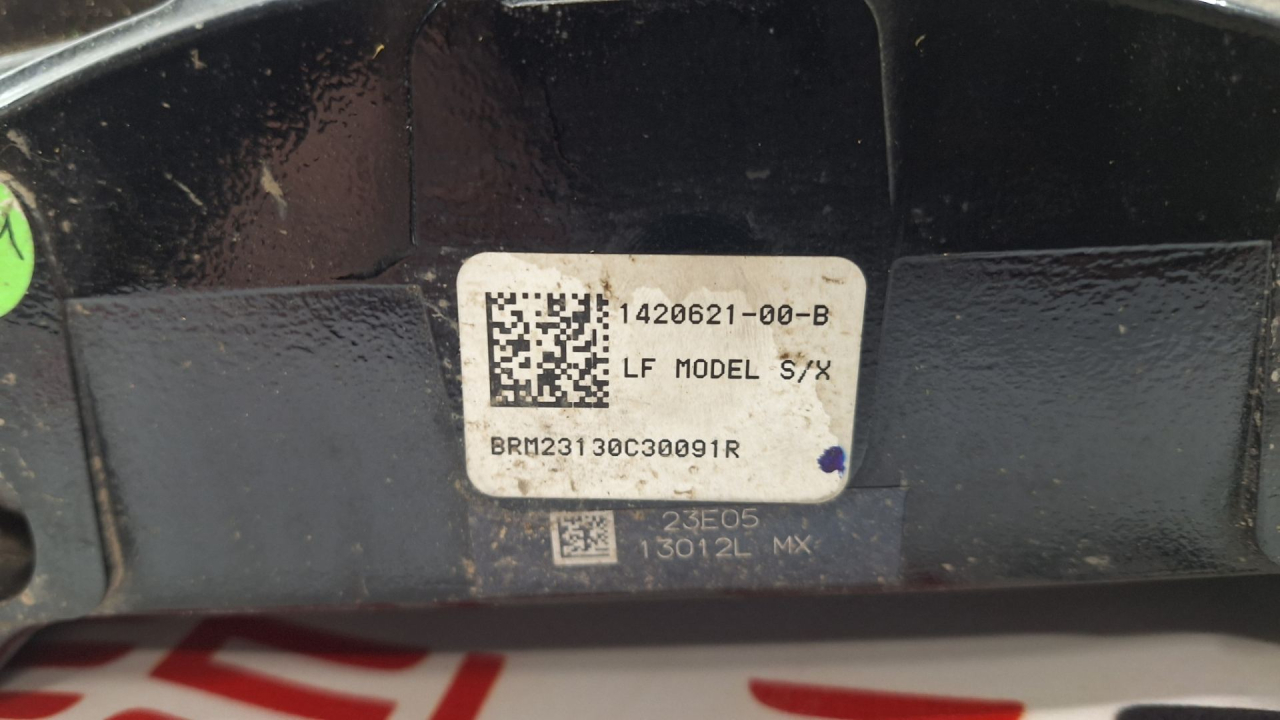 1420621-00-B
LF MODEL S/X
BRM23130C30091R
23E05
13012L MX